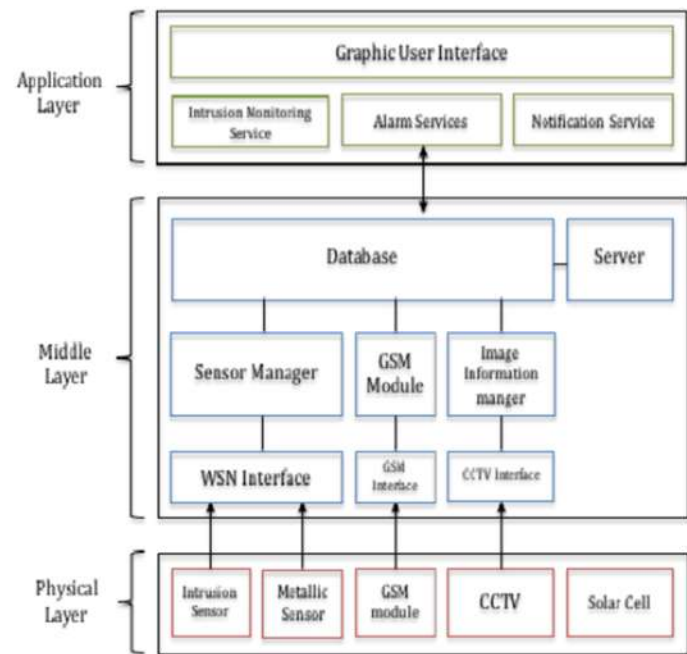 Application
Layer
Graphic User Interface
Intrusion Nonitoring
Service
Alarm Services
Notification Service
Middle
Layer
Database
Server
Sensor Manager
GSM
Module
Image
Information
manger
WSN Interface
GSM
Interface
CCTV Interface
Physical
Layer
Intrusion
Sensor
Metallic
Sensor
GSM
module
CCTV
Solar Cell